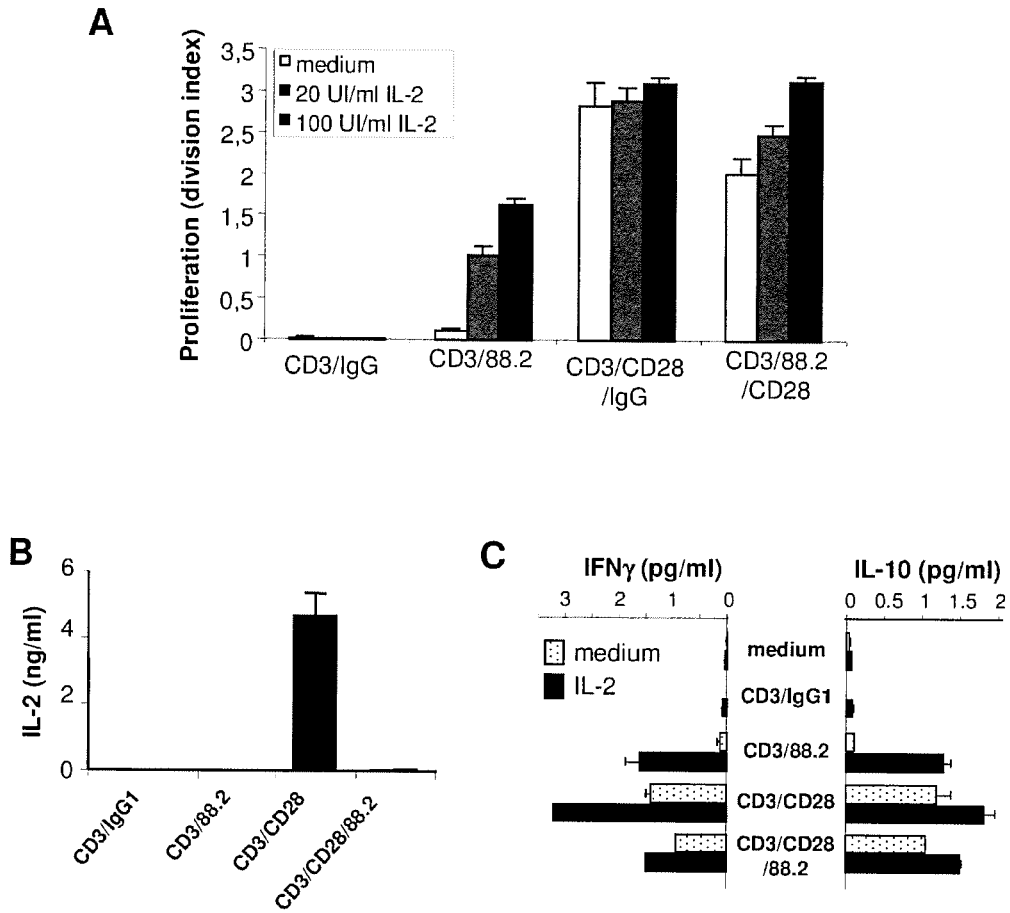 A
Proliferation (division index)
3,5
3
2,5
2
1,5
1
0,5
0
medium
20 UI/ml IL-2
100 UI/ml IL-2
CD3/IgG
CD3/88.2
CD3/CD28
/IgG
CD3/88.2
/CD28
B
IL-2 (ng/ml)
6
4
2
0
CD3/IgG1
CD3/88.2
CD3/CD28
CD3/CD28/88.2
C
IFNγ (pg/ml)
IL-10 (pg/ml)
3 2 1 0
0 0.5 1 1.5 2
medium
IL-2
medium
CD3/IgG1
CD3/88.2
CD3/CD28
CD3/CD28
/88.2